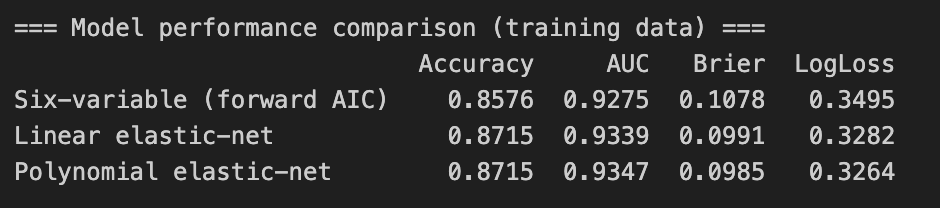 === Model performance comparison (training data) ===
Accuracy AUC Brier LogLoss
Six-variable (forward AIC) 0.8576 0.9275 0.1078 0.3495
Linear elastic-net 0.8715 0.9339 0.0991 0.3282
Polynomial elastic-net 0.8715 0.9347 0.0985 0.3264